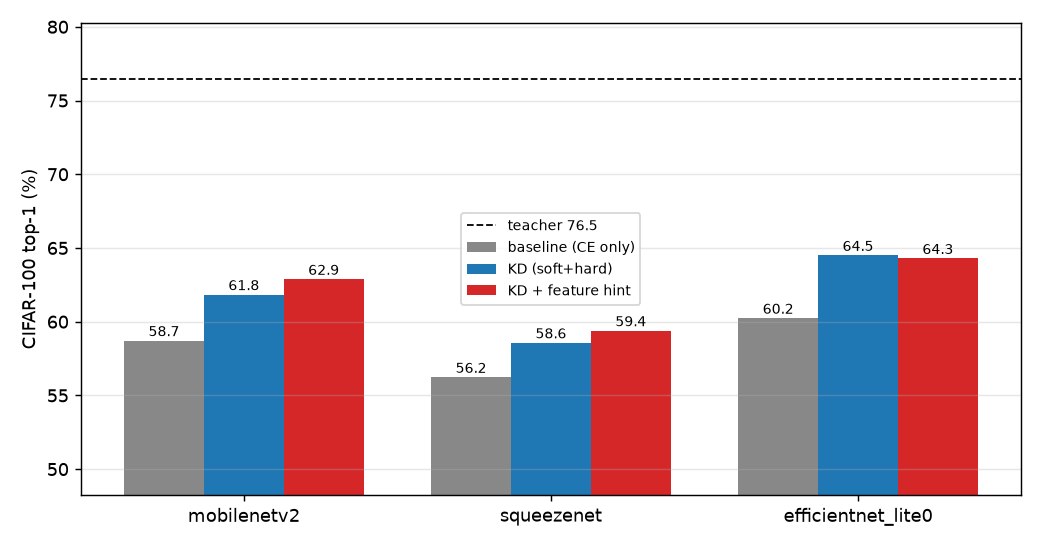 80
75
70
65
60
55
50
CIFAR-100 top-1 (%)
teacher 76.5
baseline (CE only)
KD (soft+hard)
KD + feature hint
58.7
61.8
62.9
56.2
58.6
59.4
60.2
64.5
64.3
mobilenetv2
squeezenet
efficientnet_lite0